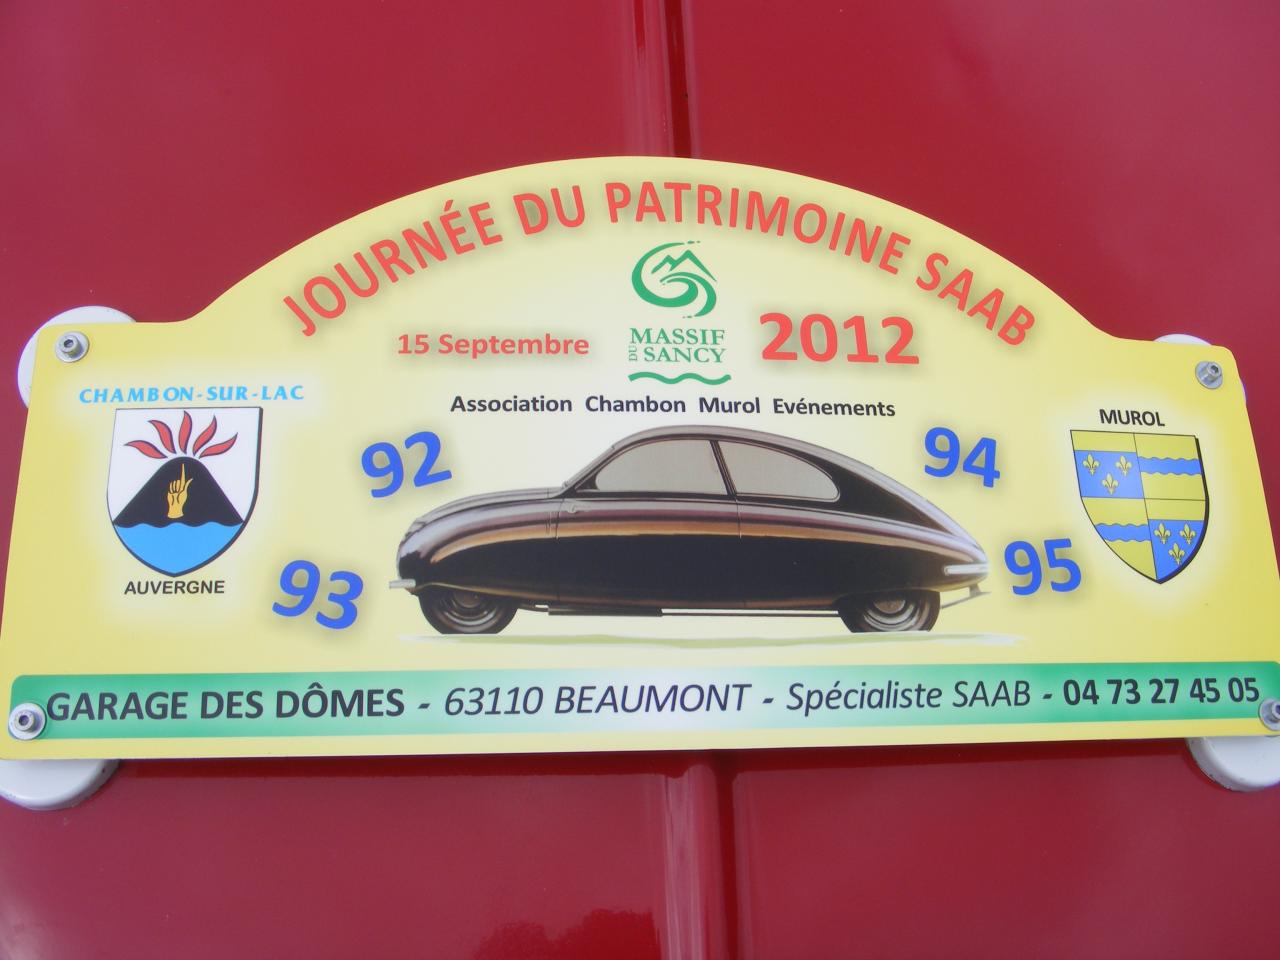 JOURNÉE DU PATRIMOINE SAAB
15 Septembre
MASSIF
DU SANCY
2012
CHAMBON-SUR-LAC
Association Chambon Murol Evénements
MUROL
92
94
93
95
AUVERGNE
GARAGE DES DÔMES - 63110 BEAUMONT - Spécialiste SAAB - 04 73 27 45 05